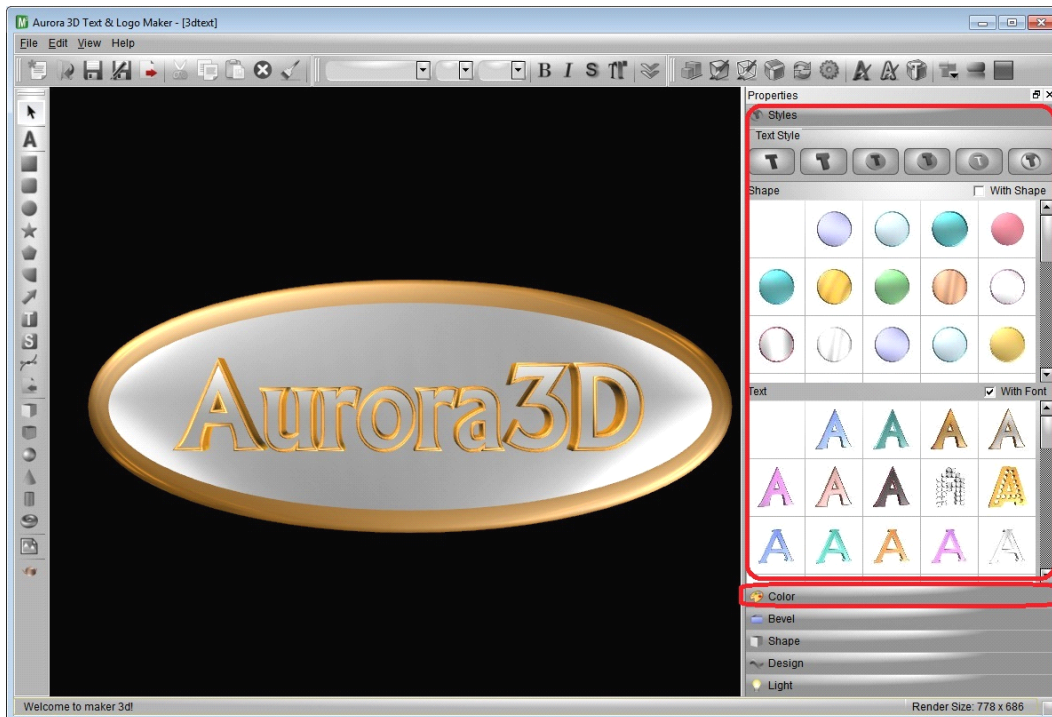 Aurora 3D Text & Logo Maker - [3dtext]
File Edit View Help
B I S T
Properties
Styles
Text Style
Shape
With Shape
Text
With Font
Aurora3D
Color
Bevel
Shape
Design
Light
Welcome to maker 3d!
Render Size: 778 x 686